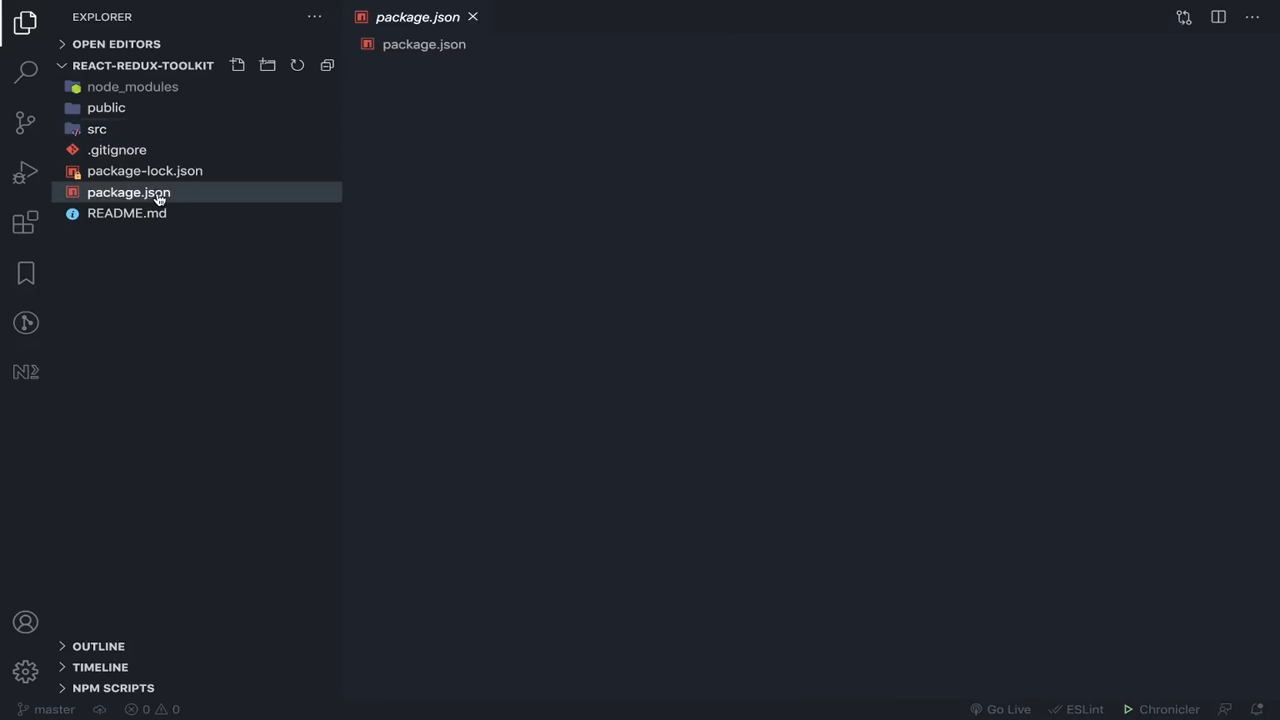 EXPLORER
OPEN EDITORS
REACT-REDUX-TOOLKIT
node_modules
public
src
.gitignore
package-lock.json
package.json
README.md
OUTLINE
TIMELINE
NPM SCRIPTS
package.json
package.json
master
0
0
Go Live
ESLint
Chronicler